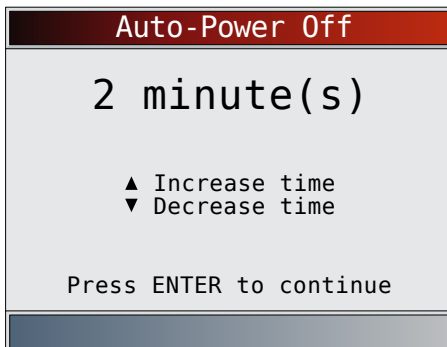 Auto-Power Off
2 minute(s)
▲ Increase time
▼ Decrease time
Press ENTER to continue